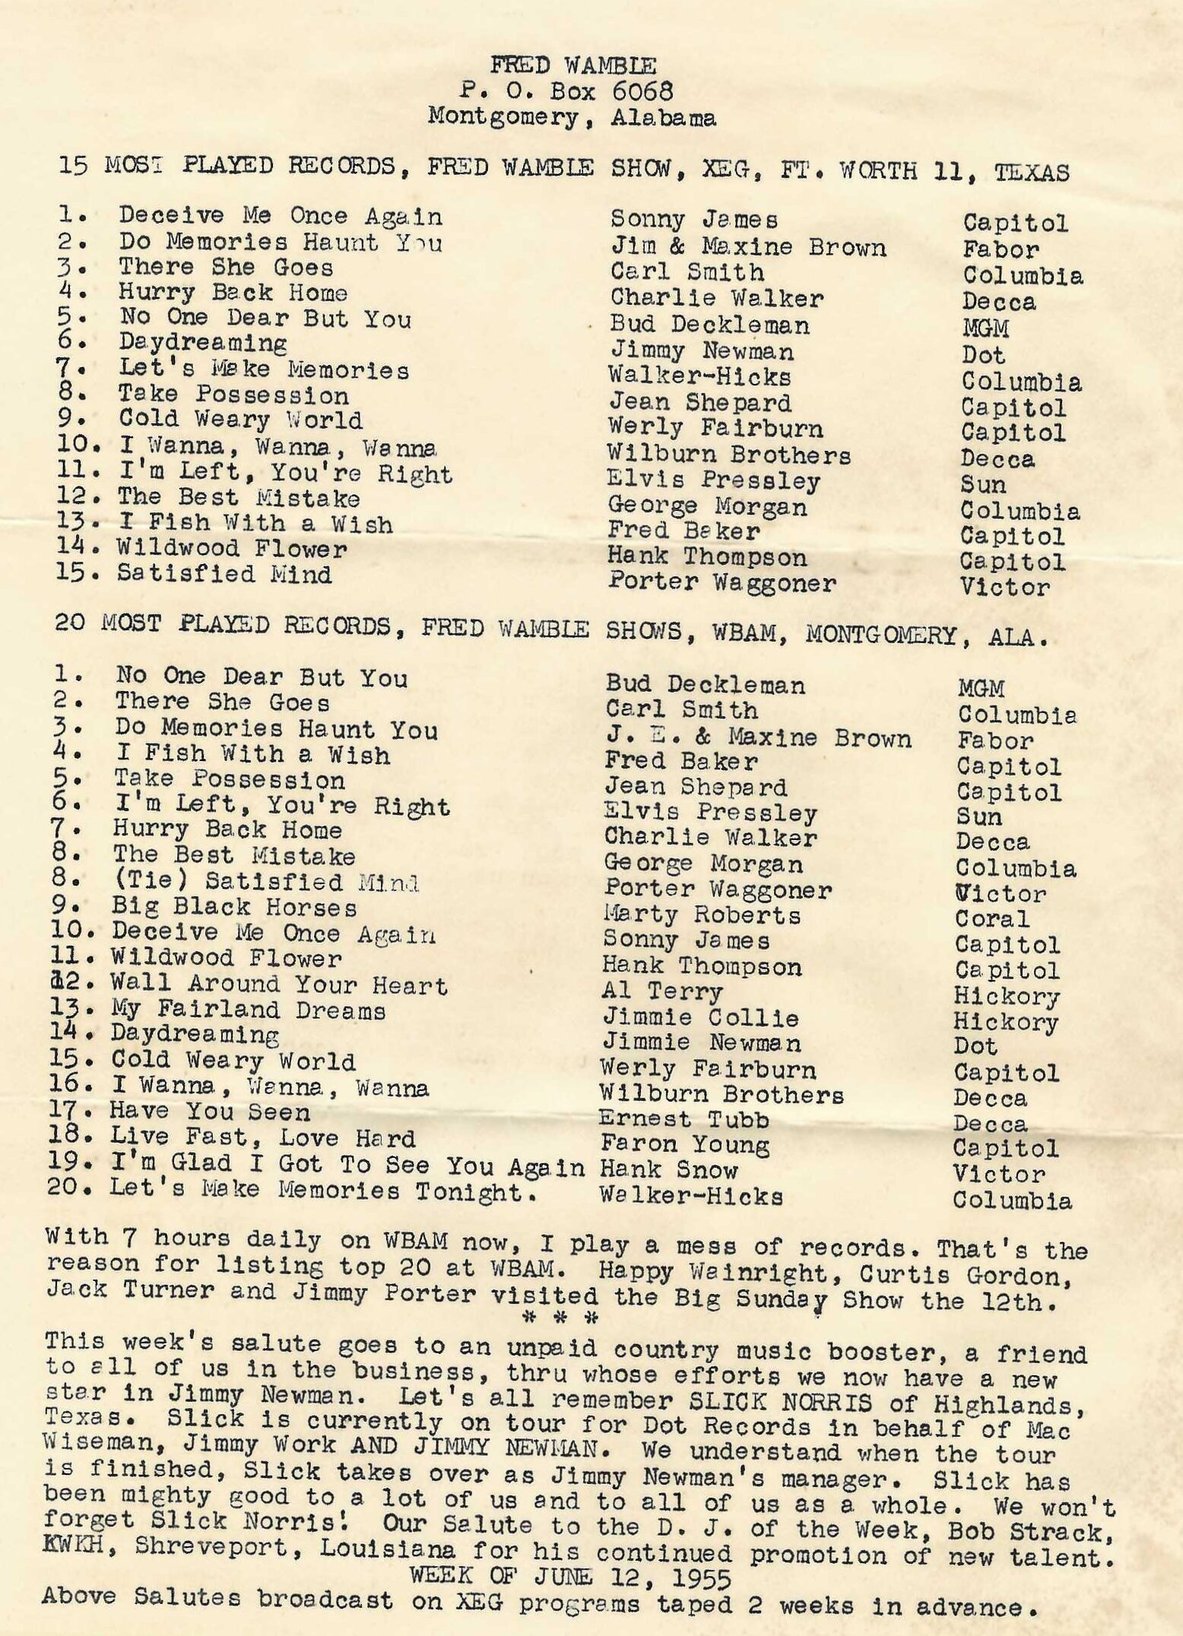 FRED WAMBLE
P. O. Box 6068
Montgomery, Alabama
15 MOST PLAYED RECORDS, FRED WAMBLE SHOW, XEG, FT. WORTH 11, TEXAS
1. Deceive Me Once Again Sonny James Capitol
2. Do Memories Haunt You Jim & Maxine Brown Fabor
3. There She Goes Carl Smith Columbia
4. Hurry Back Home Charlie Walker Decca
5. No One Dear But You Bud Deckleman MGM
6. Daydreaming Jimmy Newman Dot
7. Let's Make Memories Walker-Hicks Columbia
8. Take Possession Jean Shepard Capitol
9. Cold Weary World Werly Fairburn Capitol
10. I Wanna, Wanna, Wanna Wilburn Brothers Decca
11. I'm Left, You're Right Elvis Pressley Sun
12. The Best Mistake George Morgan Columbia
13. I Fish With a Wish Fred Baker Capitol
14. Wildwood Flower Hank Thompson Capitol
15. Satisfied Mind Porter Waggoner Victor
20 MOST PLAYED RECORDS, FRED WAMBLE SHOWS, WBAM, MONTGOMERY, ALA.
1. No One Dear But You Bud Deckleman MGM
2. There She Goes Carl Smith Columbia
3. Do Memories Haunt You J. E. & Maxine Brown Fabor
4. I Fish With a Wish Fred Baker Capitol
5. Take Possession Jean Shepard Capitol
6. I'm Left, You're Right Elvis Pressley Sun
7. Hurry Back Home Charlie Walker Decca
8. The Best Mistake George Morgan Columbia
8. (Tie) Satisfied Mind Porter Waggoner Victor
9. Big Black Horses Marty Roberts Coral
10. Deceive Me Once Again Sonny James Capitol
11. Wildwood Flower Hank Thompson Capitol
12. Wall Around Your Heart Al Terry Hickory
13. My Fairland Dreams Jimmie Collie Hickory
14. Daydreaming Jimmie Newman Dot
15. Cold Weary World Werly Fairburn Capitol
16. I Wanna, Wanna, Wanna Wilburn Brothers Decca
17. Have You Seen Ernest Tubb Decca
18. Live Fast, Love Hard Faron Young Capitol
19. I'm Glad I Got To See You Again Hank Snow Victor
20. Let's Make Memories Tonight. Walker-Hicks Columbia
With 7 hours daily on WBAM now, I play a mess of records. That's the
reason for listing top 20 at WBAM. Happy Wainright, Curtis Gordon,
Jack Turner and Jimmy Porter visited the Big Sunday Show the 12th.
* * *
This week's salute goes to an unpaid country music booster, a friend
to all of us in the business, thru whose efforts we now have a new
star in Jimmy Newman. Let's all remember SLICK NORRIS of Highlands,
Texas. Slick is currently on tour for Dot Records in behalf of Mac
Wiseman, Jimmy Work AND JIMMY NEWMAN. We understand when the tour
is finished, Slick takes over as Jimmy Newman's manager. Slick has
been mighty good to a lot of us and to all of us as a whole. We won't
forget Slick Norris! Our Salute to the D. J. of the Week, Bob Strack,
KWKH, Shreveport, Louisiana for his continued promotion of new talent.
WEEK OF JUNE 12, 1955
Above Salutes broadcast on XEG programs taped 2 weeks in advance.